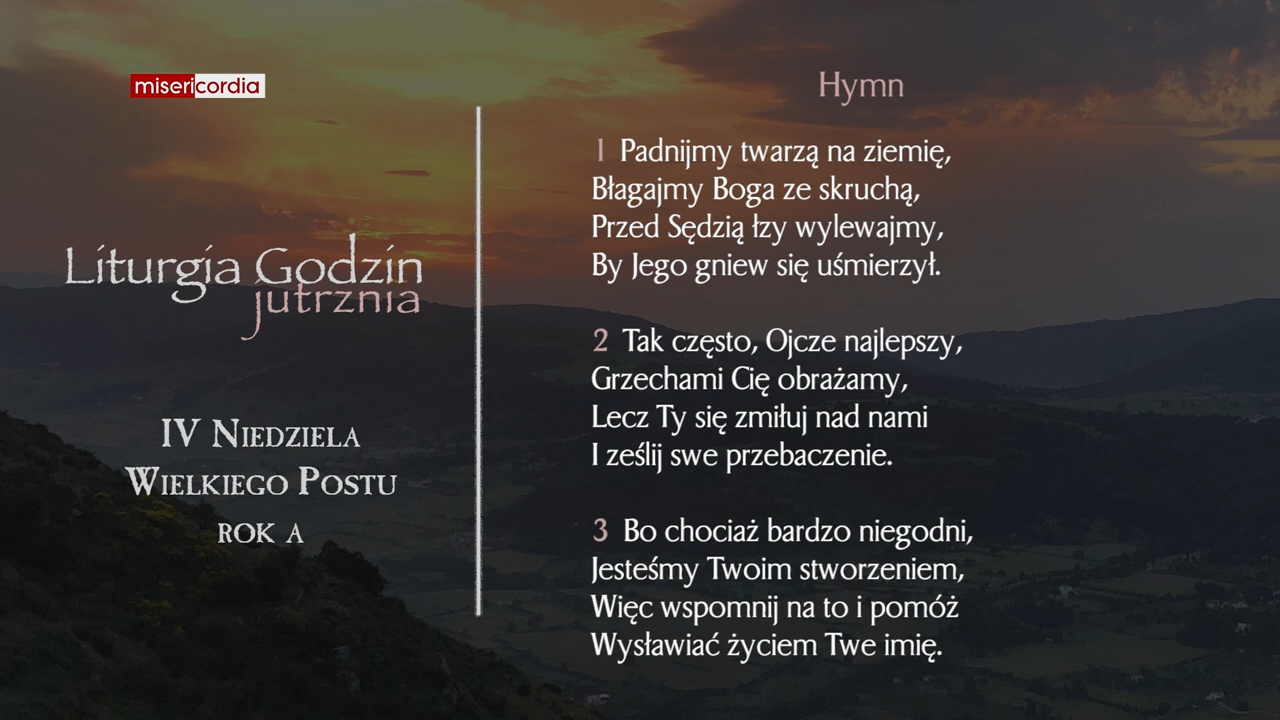 misericordia
Liturgia Godzin
jutrznia
IV Niedziela
Wielkiego Postu
rok A
Hymn
1 Padnijmy twarzą na ziemię,
Błagajmy Boga ze skruchą,
Przed Sędzią łzy wylewajmy,
By Jego gniew się uśmierzył.
2 Tak często, Ojcze najlepszy,
Grzechami Cię obrażamy,
Lecz Ty się zmiłuj nad nami
I ześlij swe przebaczenie.
3 Bo chociaż bardzo niegodni,
Jesteśmy Twoim stworzeniem,
Więc wspomnij na to i pomóż
Wysławiać życiem Twe imię.